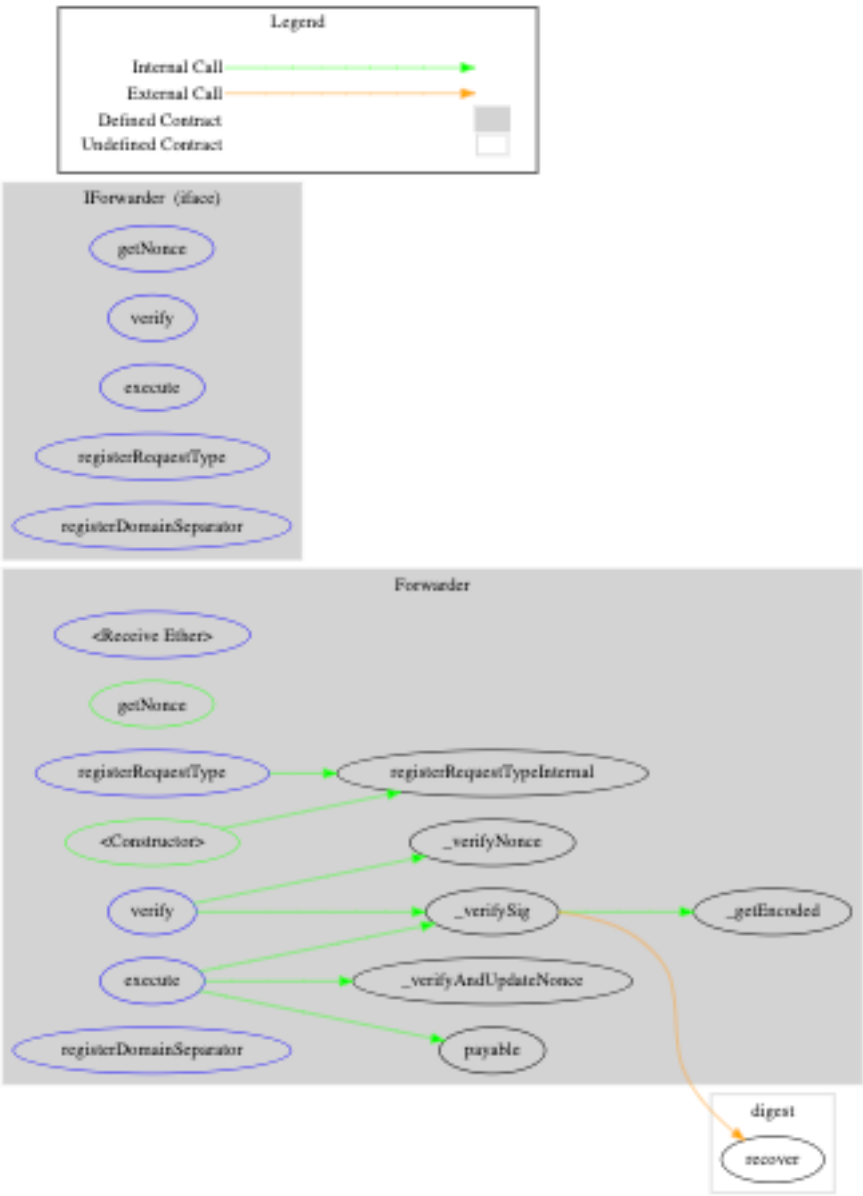 Legend
Internal Call
External Call
Defined Contract
Undefined Contract
IForwarder (iface)
getNonce
verify
execute
registerRequestType
registerDomainSeparator
Forwarder
<Receive Ether>
getNonce
registerRequestType registerRequestTypeInternal
<Constructor> _verifyNonce
verify _verifySig _getEncoded
execute _verifyAndUpdateNonce
registerDomainSeparator payable
digest
recover